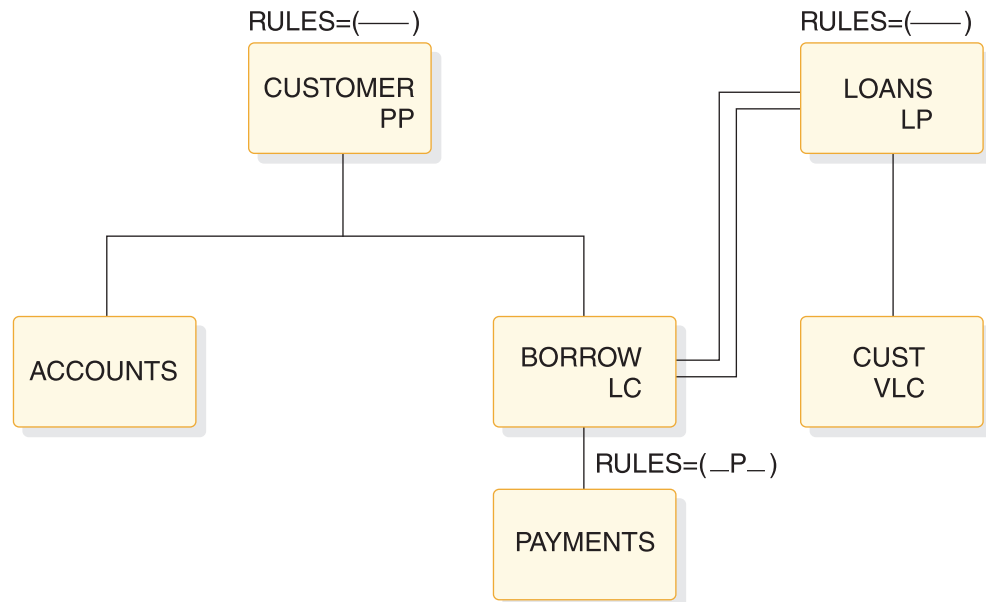 RULES=(——)
RULES=(——)
CUSTOMER
PP
LOANS
LP
ACCOUNTS
BORROW
LC
CUST
VLC
RULES=(_P_)
PAYMENTS